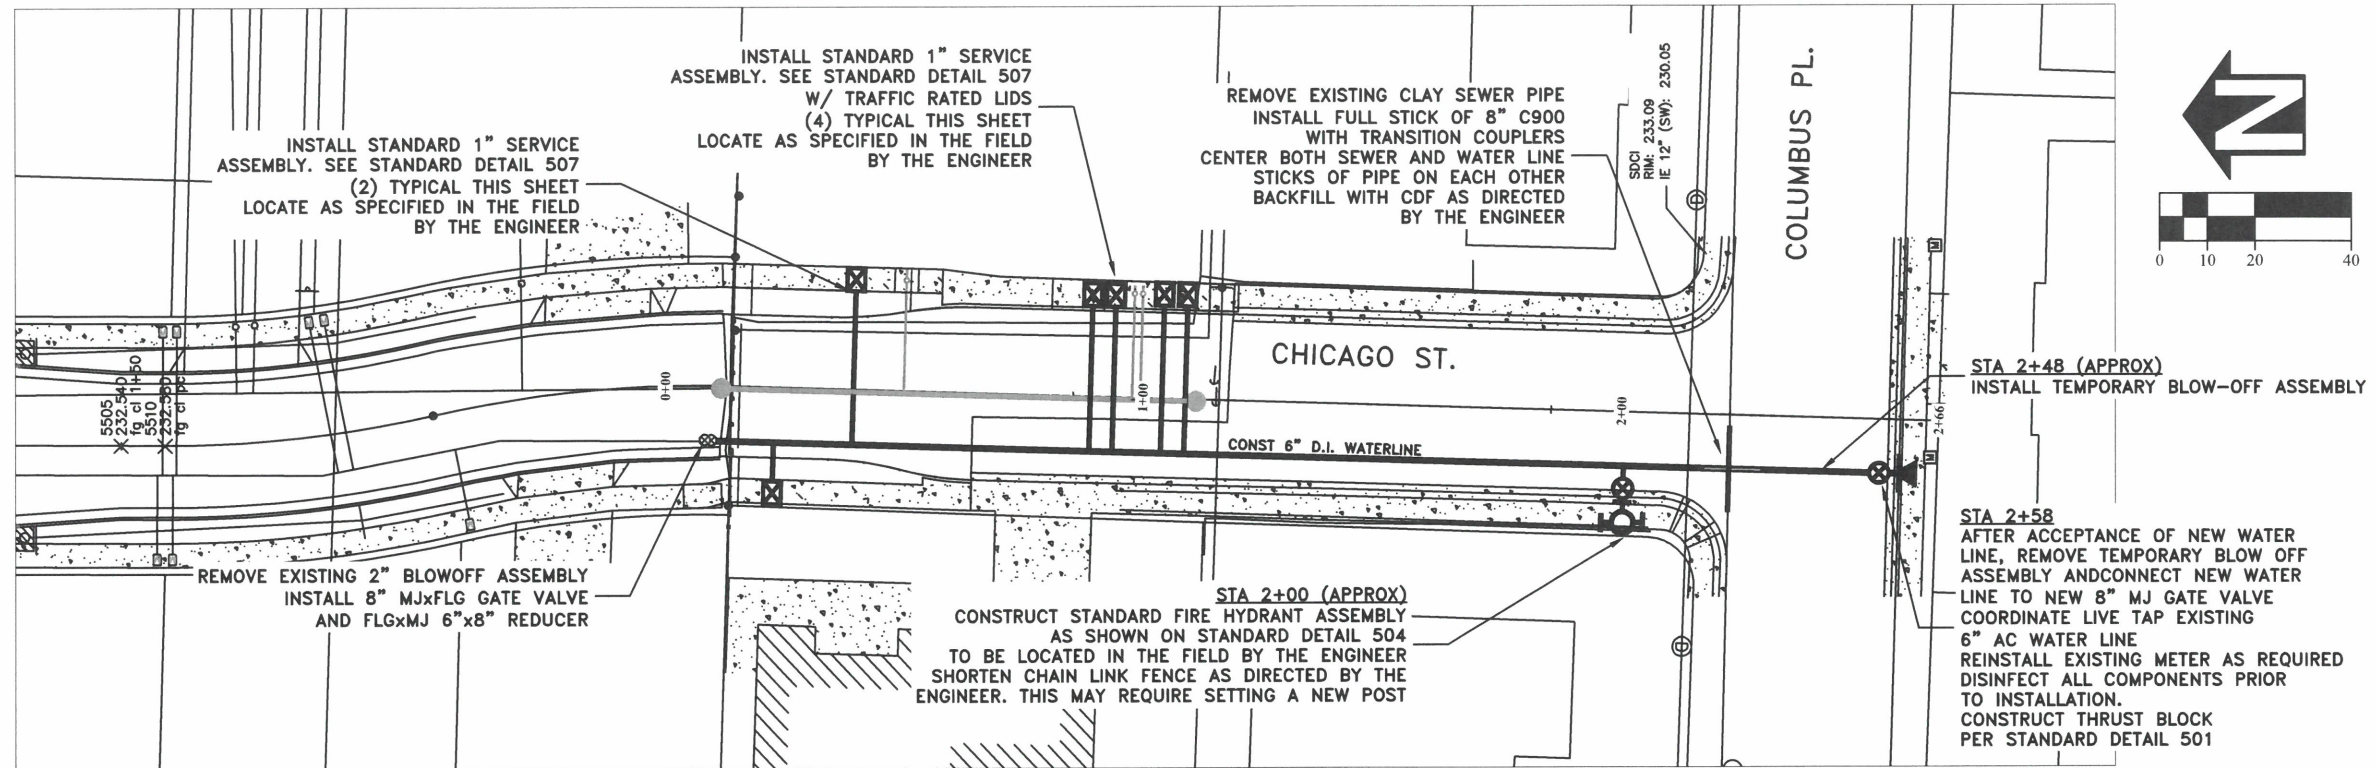 INSTALL STANDARD 1" SERVICE
ASSEMBLY. SEE STANDARD DETAIL 507
W/ TRAFFIC RATED LIDS
(4) TYPICAL THIS SHEET
LOCATE AS SPECIFIED IN THE FIELD
BY THE ENGINEER
INSTALL STANDARD 1" SERVICE
ASSEMBLY. SEE STANDARD DETAIL 507
(2) TYPICAL THIS SHEET
LOCATE AS SPECIFIED IN THE FIELD
BY THE ENGINEER
REMOVE EXISTING CLAY SEWER PIPE
INSTALL FULL STICK OF 8" C900
WITH TRANSITION COUPLERS
CENTER BOTH SEWER AND WATER LINE
STICKS OF PIPE ON EACH OTHER
BACKFILL WITH CDF AS DIRECTED
BY THE ENGINEER
SDCI
RIM: 233.09
IE 12" (SW): 230.05
D
COLUMBUS PL.
N
0 10 20 40
M
CHICAGO ST.
5505
232.540
fg cl 1+50
5510
232.580
fg cl pc
0+00
1+00
2+00
2+66
CONST 6" D.I. WATERLINE
M
STA 2+48 (APPROX)
INSTALL TEMPORARY BLOW-OFF ASSEMBLY
STA 2+58
AFTER ACCEPTANCE OF NEW WATER
LINE, REMOVE TEMPORARY BLOW OFF
ASSEMBLY ANDCONNECT NEW WATER
LINE TO NEW 8" MJ GATE VALVE
COORDINATE LIVE TAP EXISTING
6" AC WATER LINE
REINSTALL EXISTING METER AS REQUIRED
DISINFECT ALL COMPONENTS PRIOR
TO INSTALLATION.
CONSTRUCT THRUST BLOCK
PER STANDARD DETAIL 501
REMOVE EXISTING 2" BLOWOFF ASSEMBLY
INSTALL 8" MJxFLG GATE VALVE
AND FLGxMJ 6"x8" REDUCER
STA 2+00 (APPROX)
CONSTRUCT STANDARD FIRE HYDRANT ASSEMBLY
AS SHOWN ON STANDARD DETAIL 504
TO BE LOCATED IN THE FIELD BY THE ENGINEER
SHORTEN CHAIN LINK FENCE AS DIRECTED BY THE
ENGINEER. THIS MAY REQUIRE SETTING A NEW POST
D